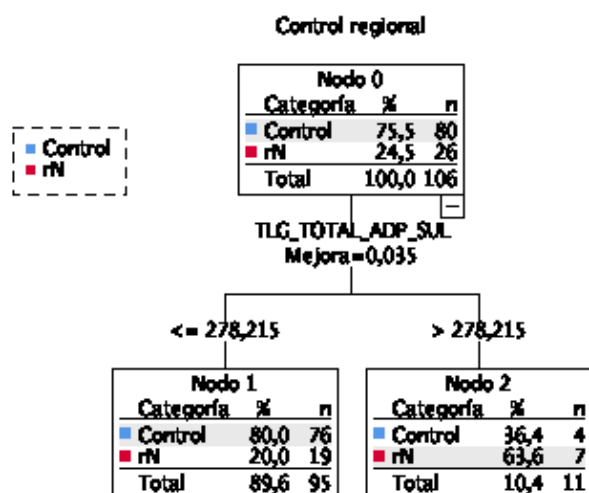 Control regional
Control
rN
Nodo 0
Categoría % n
Control 75,5 80
rN 24,5 26
Total 100,0 106
TLG_TOTAL_ADP_SUL
Mejora=0,035
<= 278,215
> 278,215
Nodo 1
Categoría % n
Control 80,0 76
rN 20,0 19
Total 89,6 95
Nodo 2
Categoría % n
Control 36,4 4
rN 63,6 7
Total 10,4 11